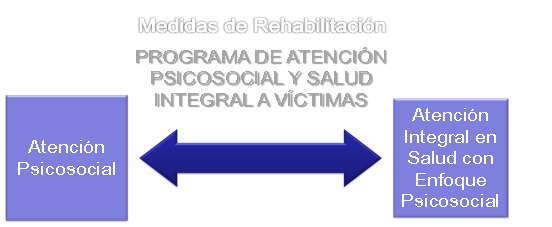 Medidas de Rehabilitación
PROGRAMA DE ATENCIÓN
PSICOSOCIAL Y SALUD
INTEGRAL A VÍCTIMAS
Atención
Psicosocial
Atención
Integral en
Salud con
Enfoque
Psicosocial